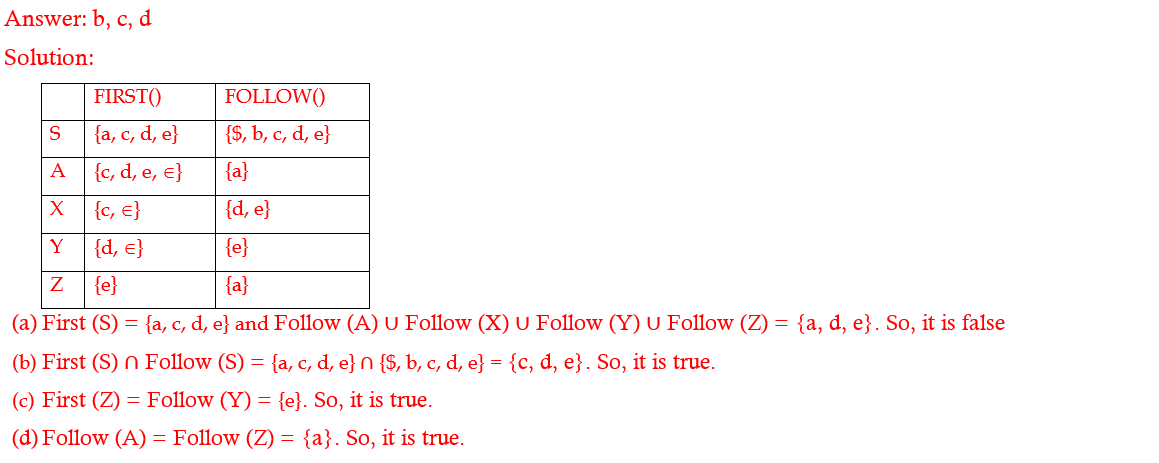 Answer: b, c, d
Solution:
FIRST() FOLLOW()
S {a, c, d, e} {$, b, c, d, e}
A {c, d, e, ∈} {a}
X {c, ∈} {d, e}
Y {d, ∈} {e}
Z {e} {a}
(a) First (S) = {a, c, d, e} and Follow (A) ∪ Follow (X) ∪ Follow (Y) ∪ Follow (Z) = {a, d, e}. So, it is false
(b) First (S) ∩ Follow (S) = {a, c, d, e} ∩ {$, b, c, d, e} = {c, d, e}. So, it is true.
(c) First (Z) = Follow (Y) = {e}. So, it is true.
(d) Follow (A) = Follow (Z) = {a}. So, it is true.